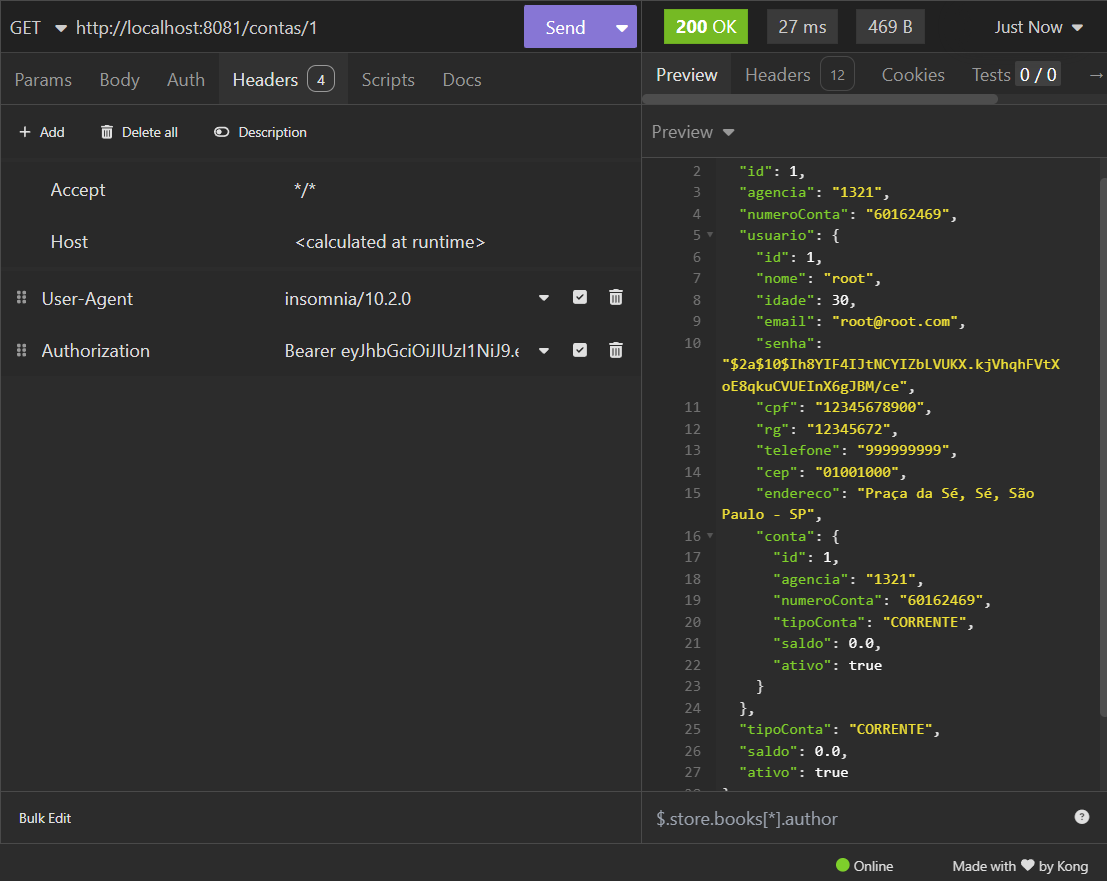 GET http://localhost:8081/contas/1 Send
Params Body Auth Headers 4 Scripts Docs
+ Add Delete all Description
Accept */*
Host <calculated at runtime>
User-Agent insomnia/10.2.0
Authorization Bearer eyJhbGciOiJIUzI1NiJ9.e
Bulk Edit
200 OK 27 ms 469 B Just Now
Preview Headers 12 Cookies Tests 0 / 0 →
Preview
2 "id": 1,
3 "agencia": "1321",
4 "numeroConta": "60162469",
5 "usuario": {
6 "id": 1,
7 "nome": "root",
8 "idade": 30,
9 "email": "root@root.com",
10 "senha":
"$2a$10$Ih8YIF4IJtNCYIZbLVUKX.kjVhqhFVtX
oE8qkuCVUEInX6gJBM/ce",
11 "cpf": "12345678900",
12 "rg": "12345672",
13 "telefone": "999999999",
14 "cep": "01001000",
15 "endereco": "Praça da Sé, Sé, São
Paulo - SP",
16 "conta": {
17 "id": 1,
18 "agencia": "1321",
19 "numeroConta": "60162469",
20 "tipoConta": "CORRENTE",
21 "saldo": 0.0,
22 "ativo": true
23 }
24 },
25 "tipoConta": "CORRENTE",
26 "saldo": 0.0,
27 "ativo": true
$.store.books[*].author ?
Online Made with ❤ by Kong